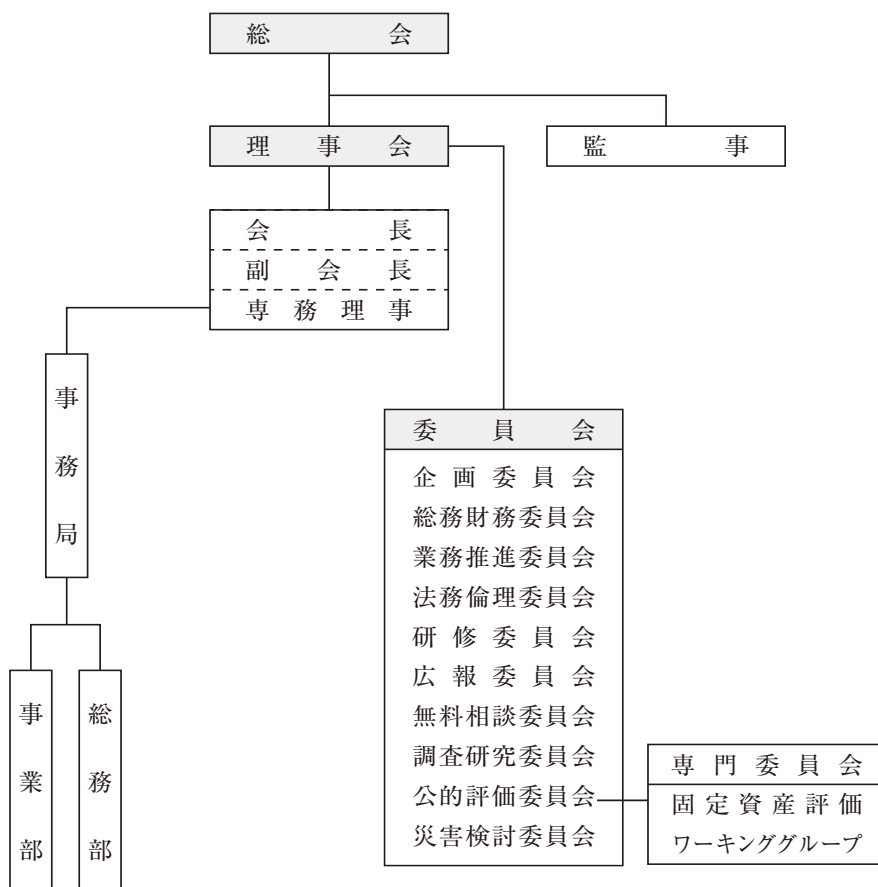 総会
理事会
監事
会長
副会長
専務理事
事務局
事業部
総務部
委員会
企画委員会
総務財務委員会
業務推進委員会
法務倫理委員会
研修委員会
広報委員会
無料相談委員会
調査研究委員会
公的評価委員会
災害検討委員会
専門委員会
固定資産評価
ワーキンググループ